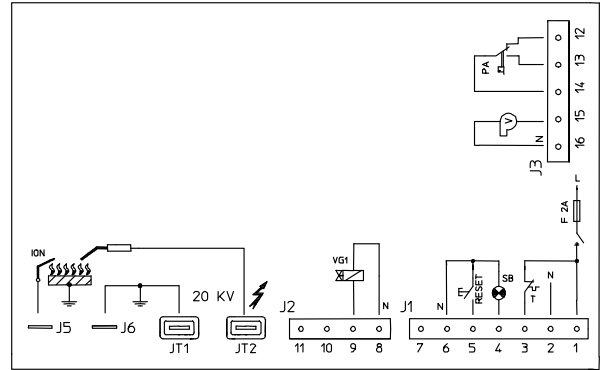 12
13
14
15
16
PA
V
N
J3
L
F 2A
ION
20 KV
VG1
N
J2
J1
N
RESET
SB
T
N
J5
J6
JT1
JT2
11 10 9 8
7 6 5 4 3 2 1